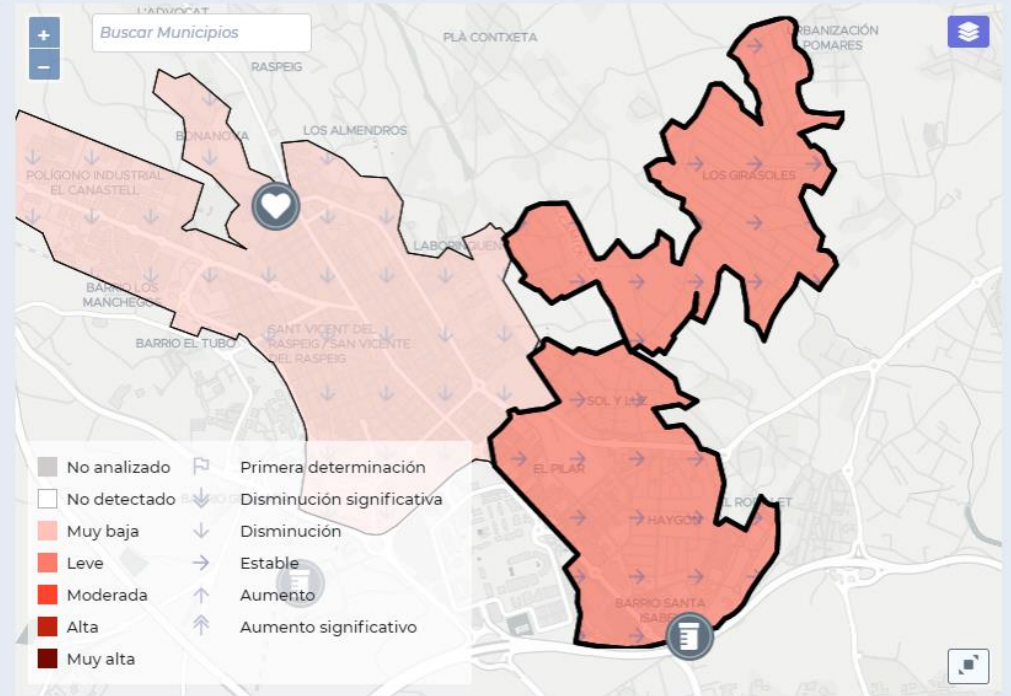 L'ADVOCAT
+
Buscar Municipios
−
PLÀ CONTXETA
URBANIZACIÓN
POMARES
RASPEIG
BONANOVA
LOS ALMENDROS
POLÍGONO INDUSTRIAL
EL CANASTELL
LOS GIRASOLES
BARRIO LOS
MANCHEGOS
BARRIO EL TUBO
SANT VICENT DEL
RASPEIG / SAN VICENTE
DEL RASPEIG
SOL Y LUZ
EL PILAR
HAYGON
BARRIO SANTA
ISABEL
No analizado
Primera determinación
No detectado
Disminución significativa
Muy baja
Disminución
Leve
Estable
Moderada
Aumento
Alta
Aumento significativo
Muy alta